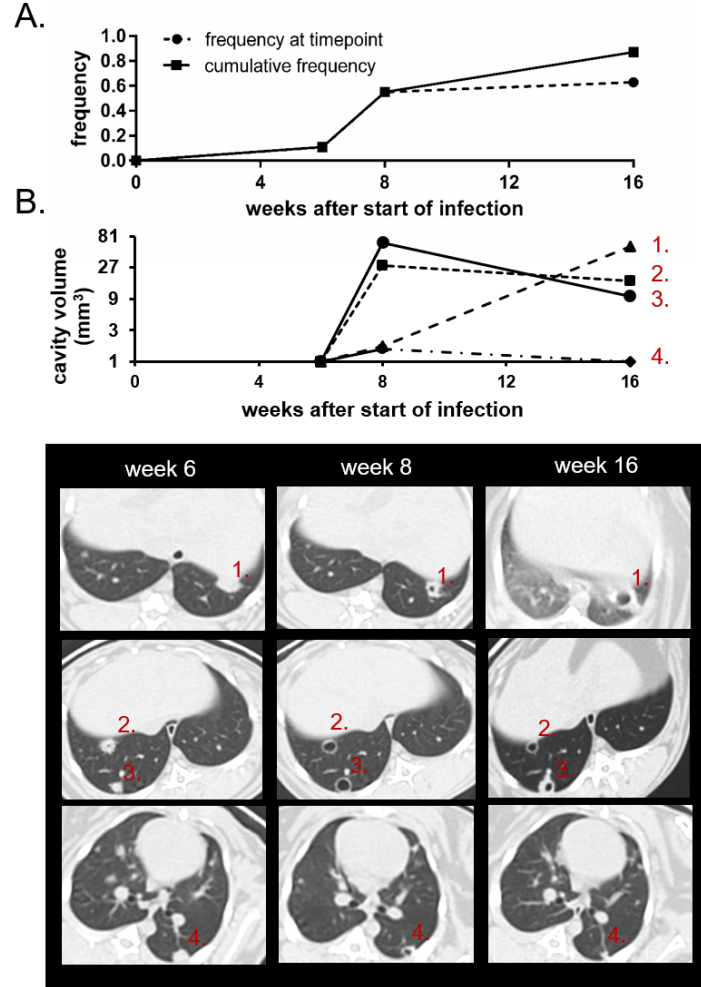 A.
frequency
1.0
0.8
0.6
0.4
0.2
0.0
frequency at timepoint
cumulative frequency
0 4 8 12 16
weeks after start of infection
B.
cavity volume
(mm³)
81
27
9
3
1
1.
2.
3.
4.
0 4 6 8 12 16
weeks after start of infection
week 6 week 8 week 16
1. 1. 1.
2. 2. 2.
3. 3. 3.
4. 4. 4.